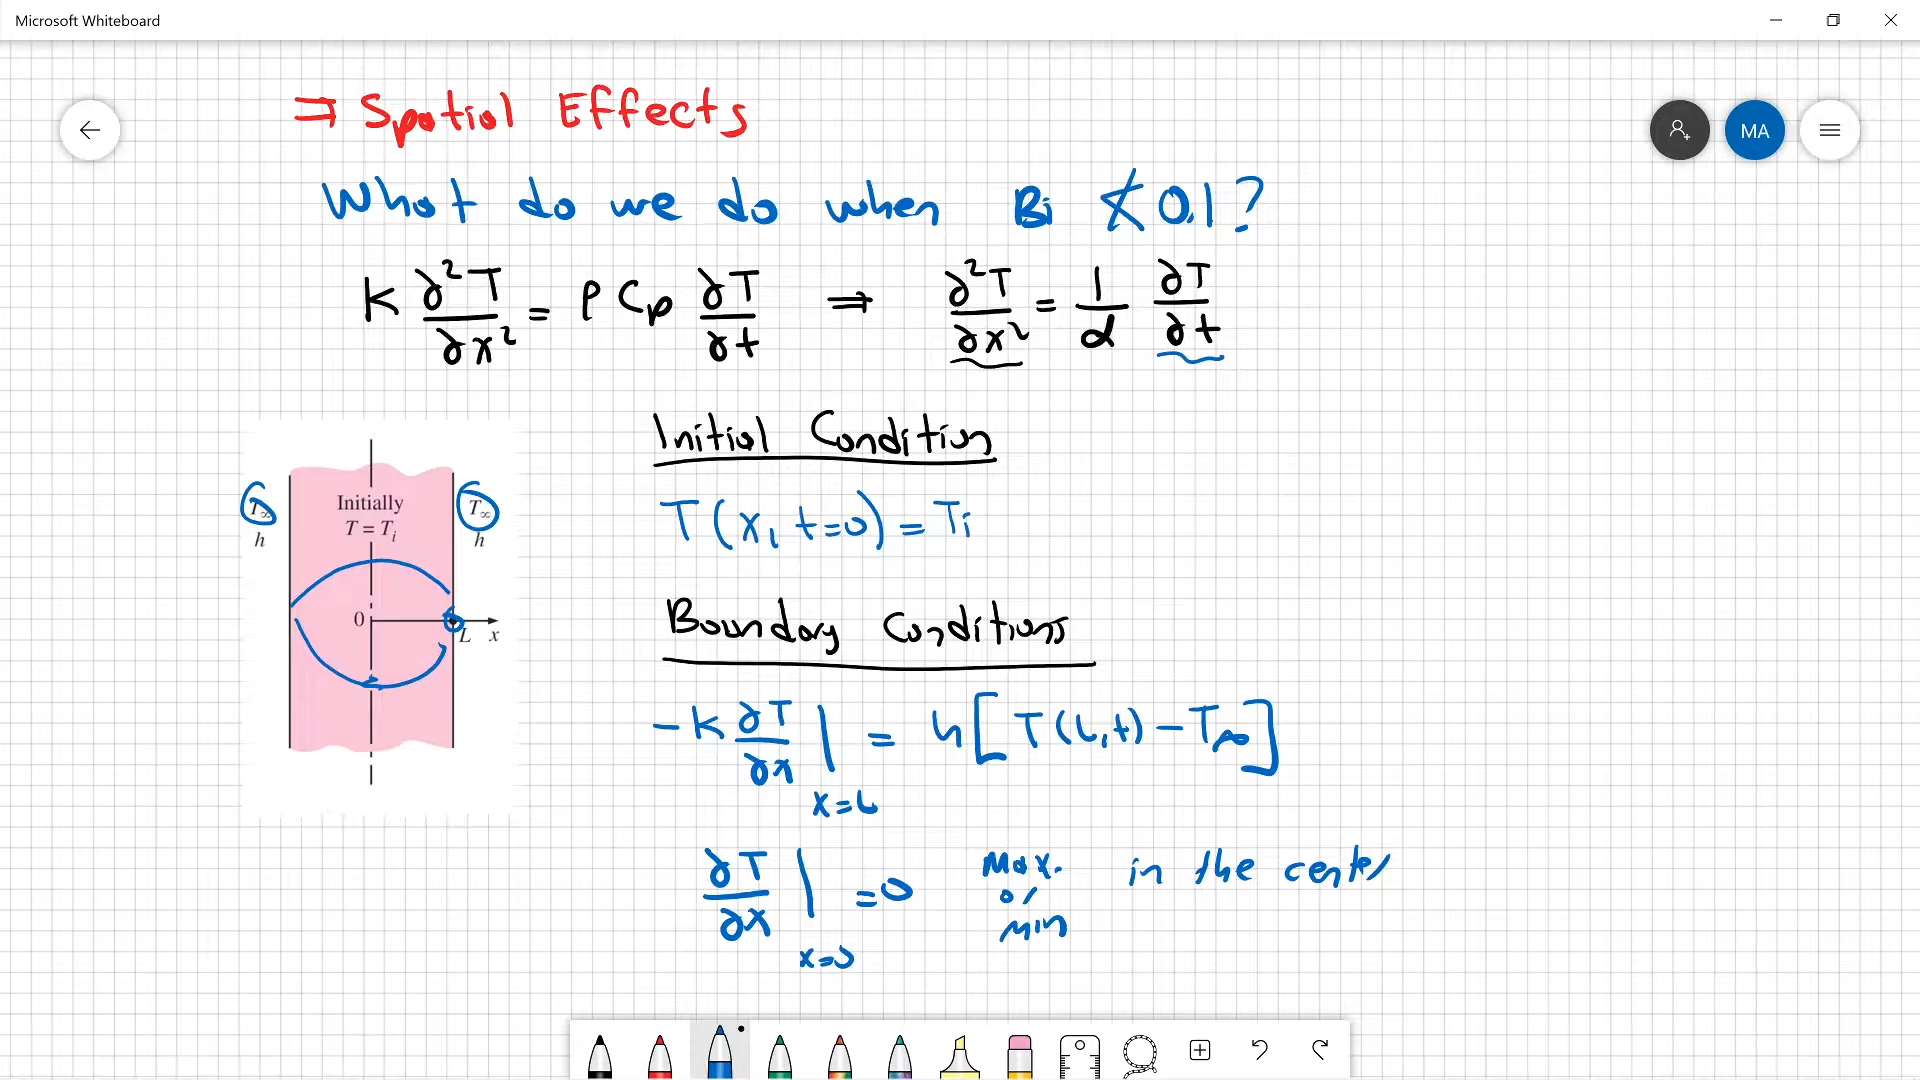 Microsoft Whiteboard
⇒ Spatial Effects
What do we do when Bi ≮ 0.1?
K ∂²T/∂x² = ρ Cp ∂T/∂t ⇒ ∂²T/∂x² = 1/α ∂T/∂t
MA
Initial Condition
T(x, t=0) = Ti
Initially
T = Ti
T∞
h
T∞
h
0
L
x
Boundary Conditions
-K ∂T/∂x | x=L = h[T(L,t) - T∞]
∂T/∂x | x=0 = 0 Max. or min in the center